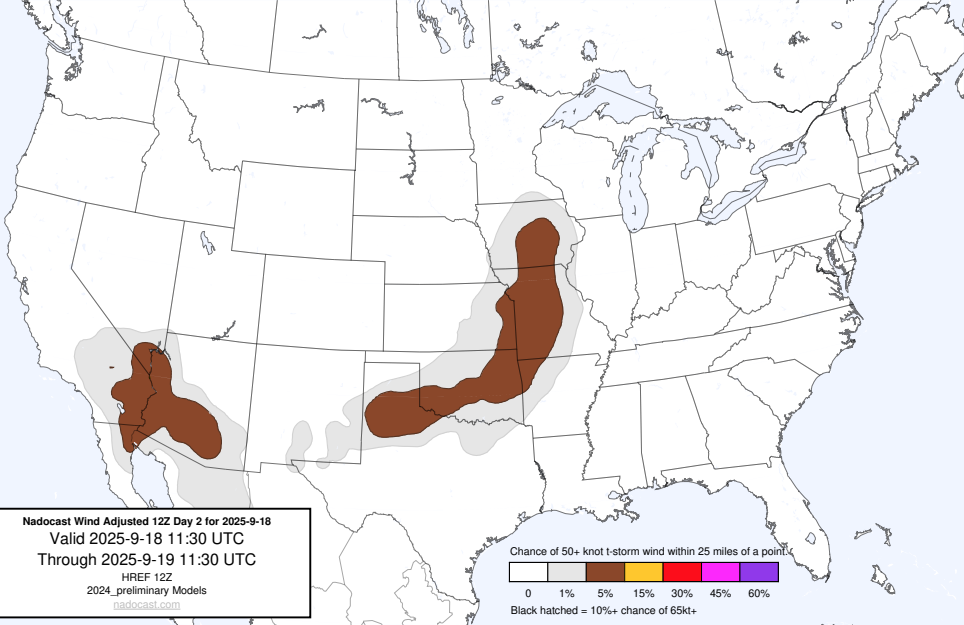 Nadocast Wind Adjusted 12Z Day 2 for 2025-9-18
Valid 2025-9-18 11:30 UTC
Through 2025-9-19 11:30 UTC
HREF 12Z
2024_preliminary Models
nadocast.com
Chance of 50+ knot t-storm wind within 25 miles of a point.
0 1% 5% 15% 30% 45% 60%
Black hatched = 10%+ chance of 65kt+